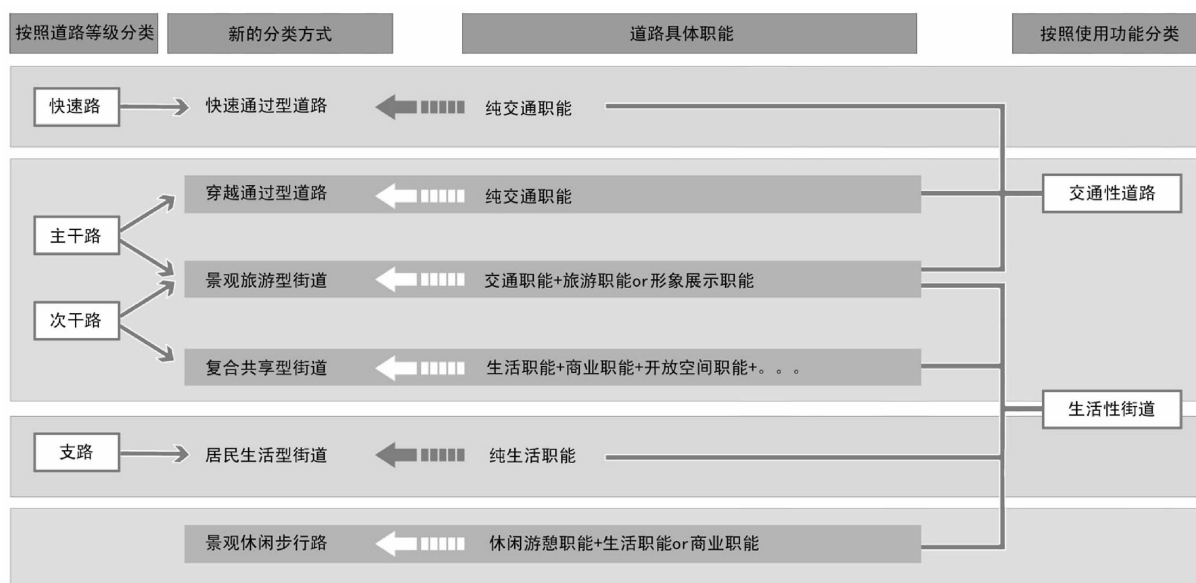 按照道路等级分类 新的分类方式 道路具体职能 按照使用功能分类
快速路 快速通过型道路 纯交通职能
穿越通过型道路 纯交通职能 交通性道路
主干路
景观旅游型街道 交通职能+旅游职能or形象展示职能
次干路
复合共享型街道 生活职能+商业职能+开放空间职能+。。。
生活性街道
支路 居民生活型街道 纯生活职能
景观休闲步行路 休闲游憩职能+生活职能or商业职能